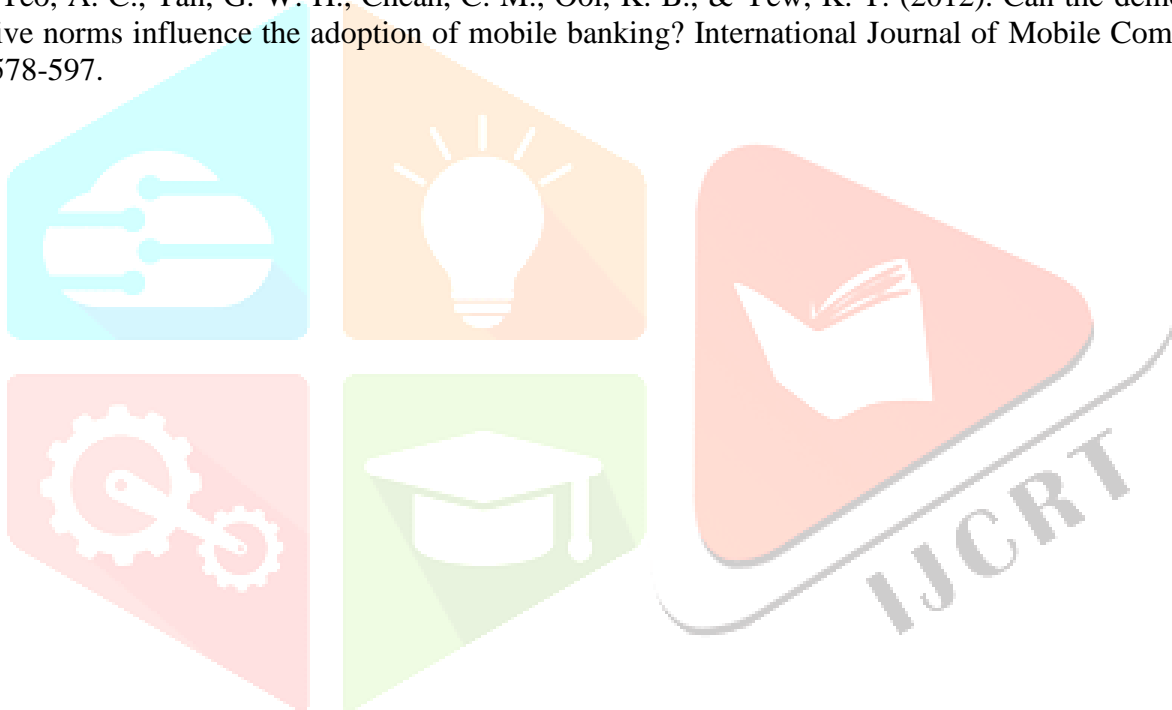 Teo, A. C., Tan, G. W. H., Cheah, C. M., Ooi, K. B., & Yew, K. T. (2012). Can the demo
ive norms influence the adoption of mobile banking? International Journal of Mobile Com
578-597.
IJCRT